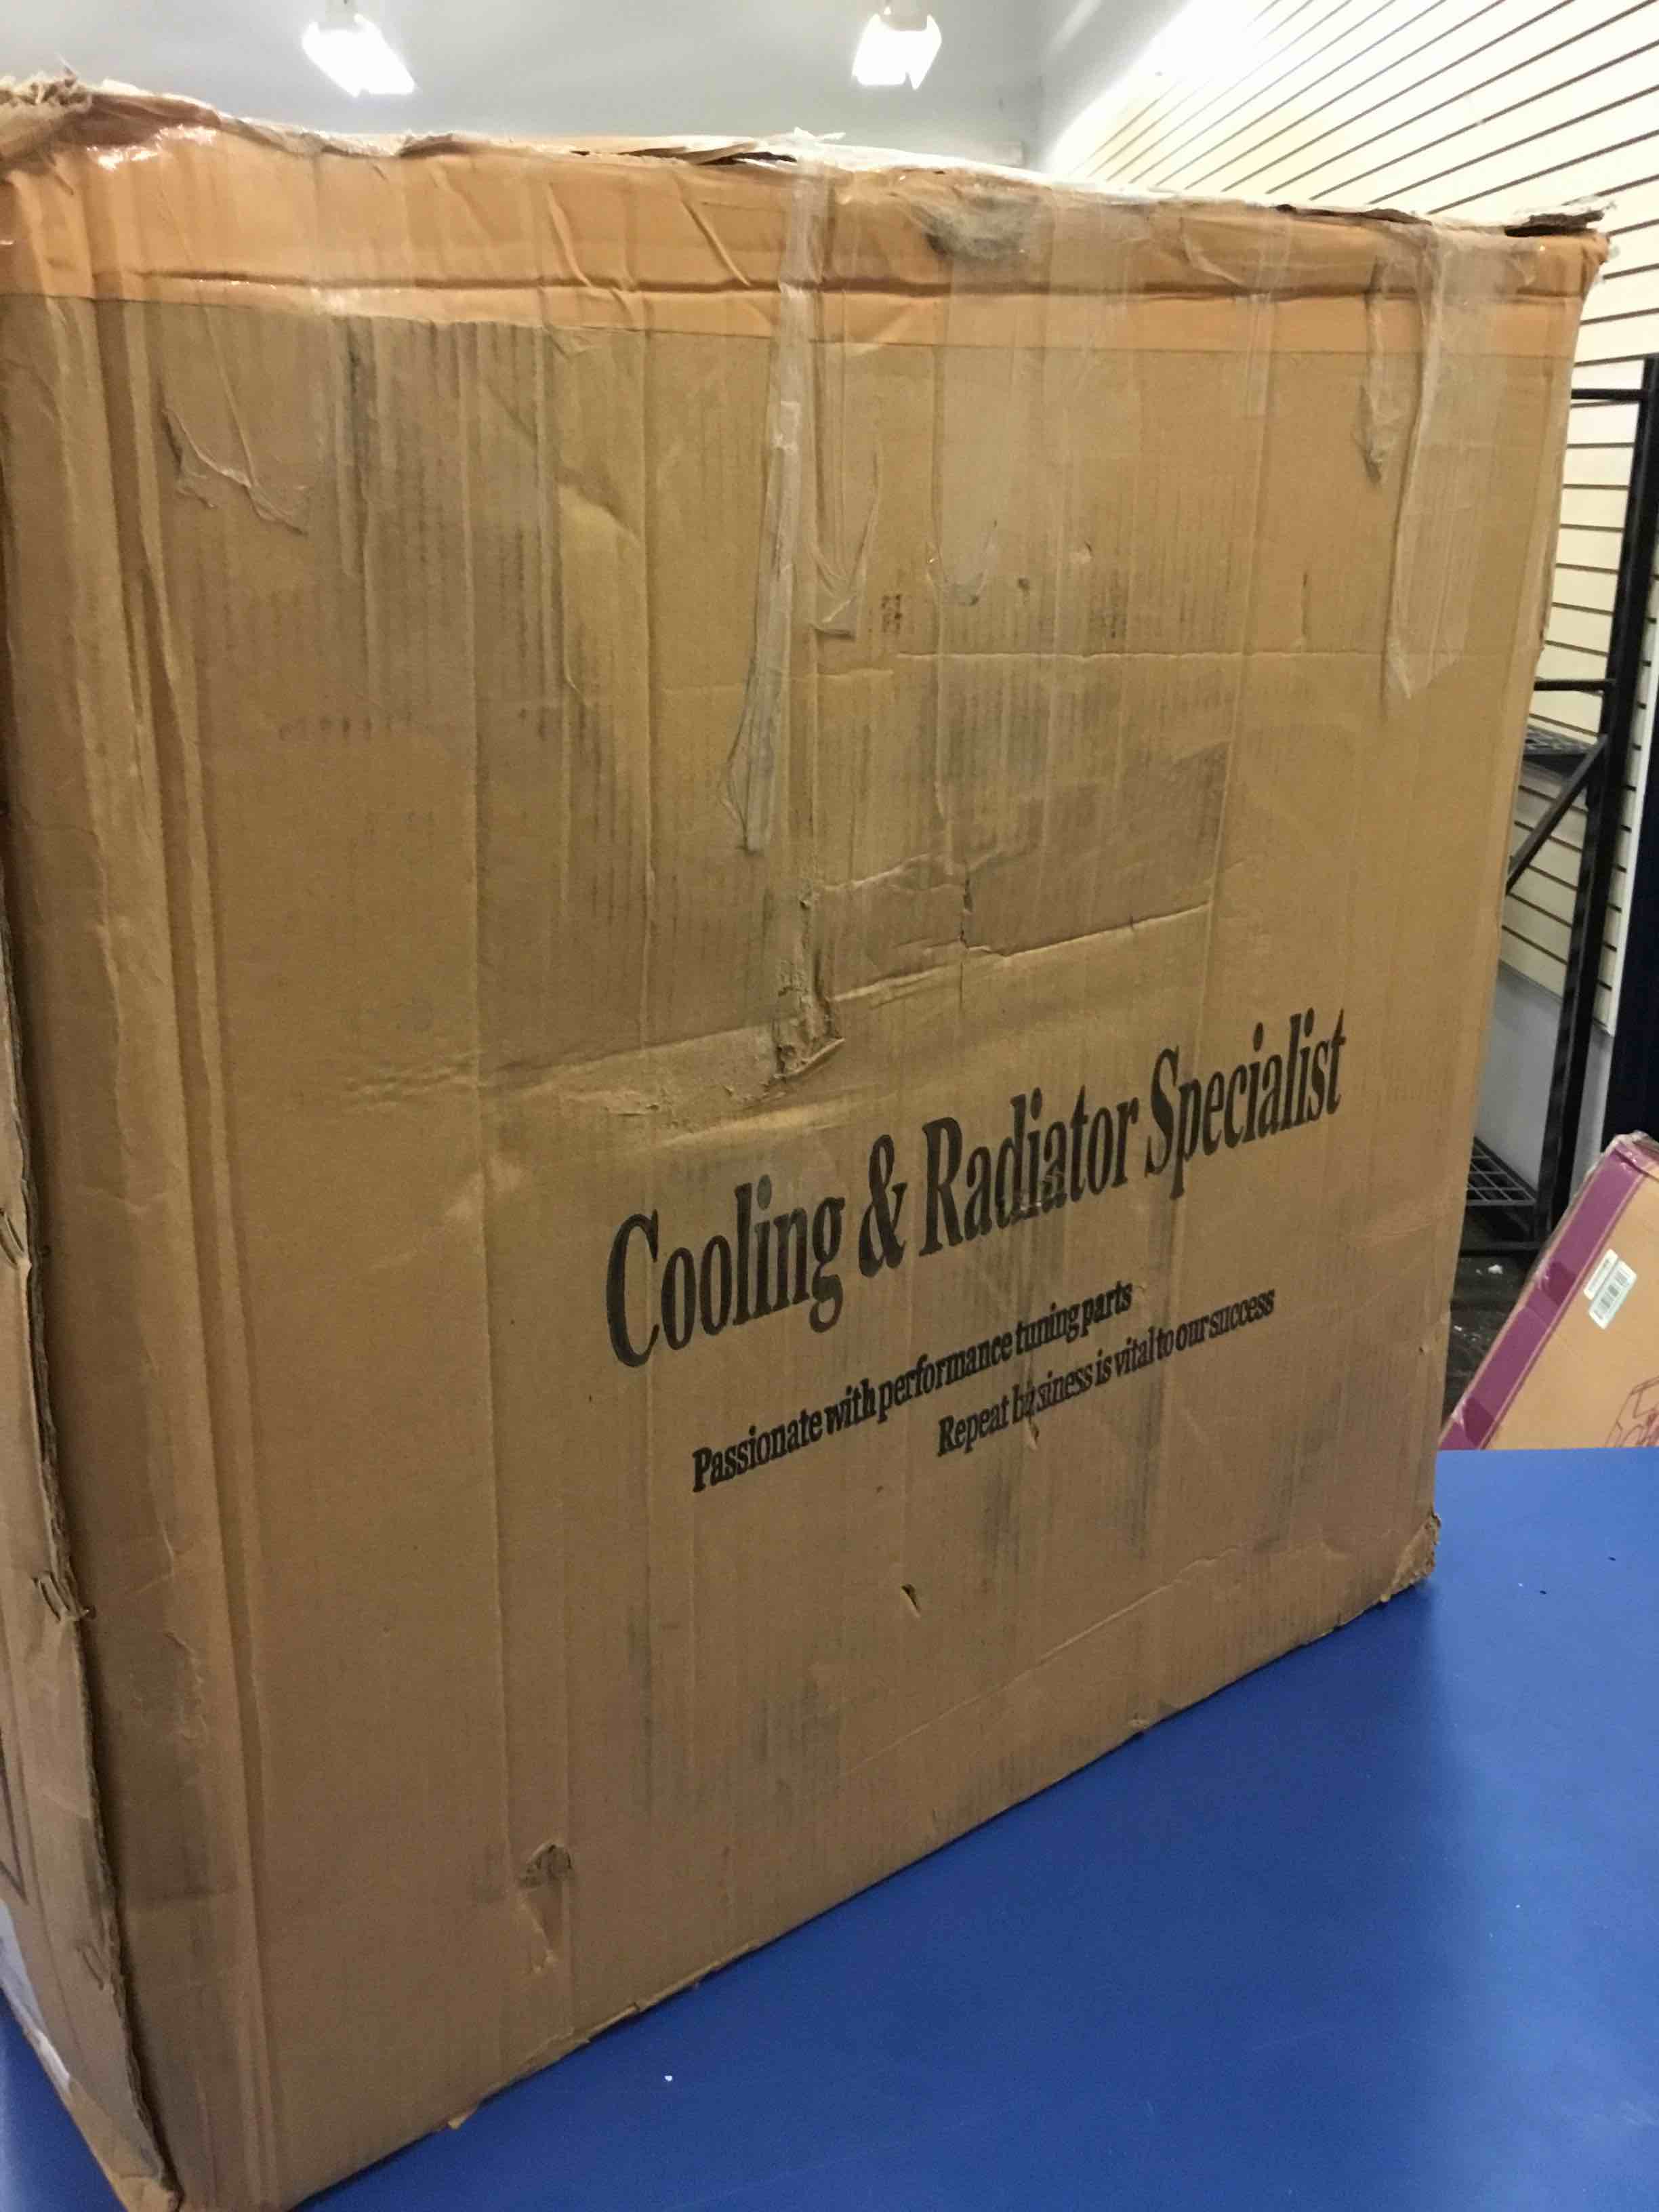 Cooling & Radiator Specialist
Passionate with performance tuning parts
Repeat business is vital to our success